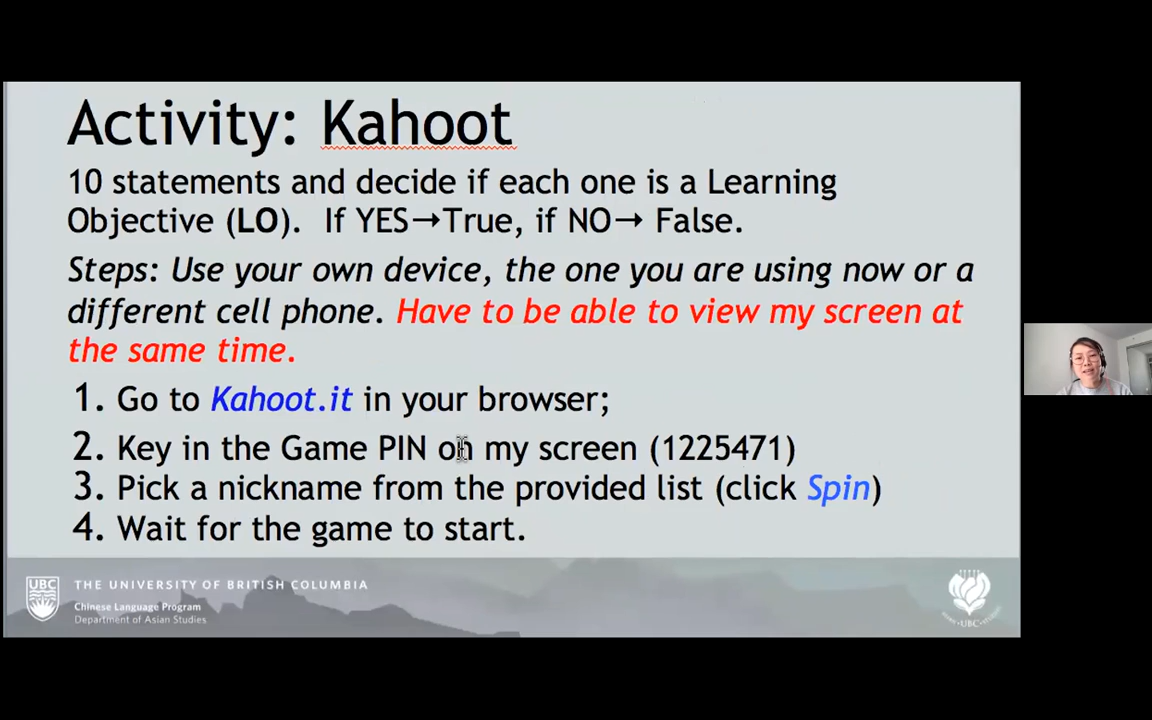 Activity: Kahoot
10 statements and decide if each one is a Learning
Objective (LO).  If YES→True, if NO→ False.
Steps: Use your own device, the one you are using now or a
different cell phone. Have to be able to view my screen at
the same time.
1. Go to Kahoot.it in your browser;
2. Key in the Game PIN on my screen (1225471)
3. Pick a nickname from the provided list (click Spin)
4. Wait for the game to start.
UBC
THE UNIVERSITY OF BRITISH COLUMBIA
Chinese Language Program
Department of Asian Studies
UBC